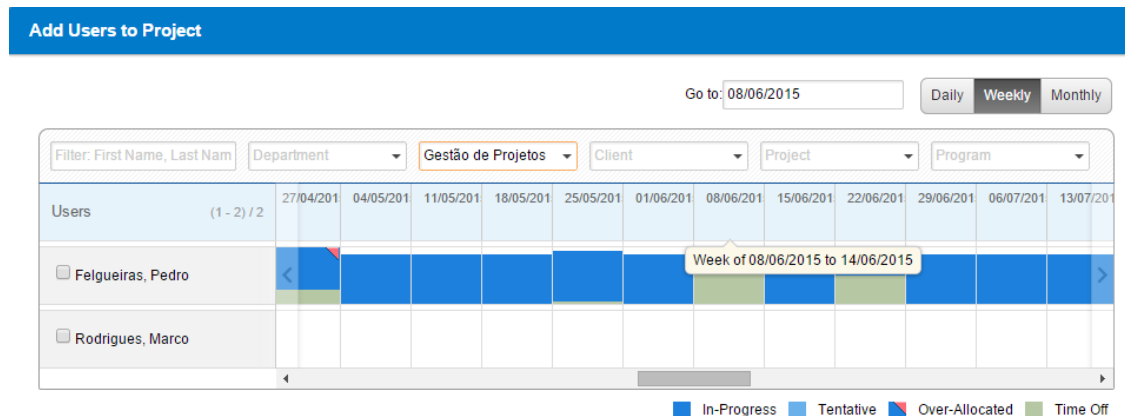 Add Users to Project
Go to: 08/06/2015 Daily Weekly Monthly
Filter: First Name, Last Nam Department Gestão de Projetos Client Project Program
Users (1 - 2) / 2 27/04/201 04/05/201 11/05/201 18/05/201 25/05/201 01/06/201 08/06/201 15/06/201 22/06/201 29/06/201 06/07/201 13/07/201
Week of 08/06/2015 to 14/06/2015
Felgueiras, Pedro
Rodrigues, Marco
In-Progress Tentative Over-Allocated Time Off